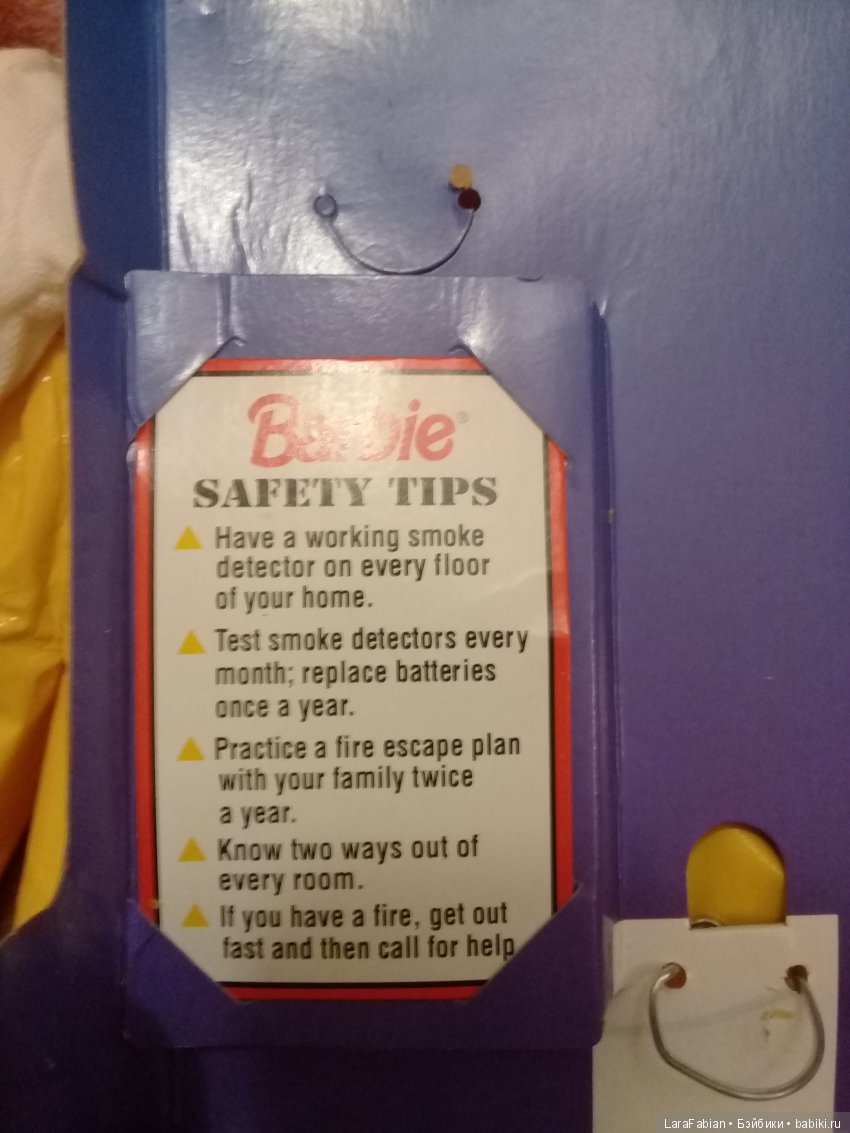 Barbie®
SAFETY TIPS
Have a working smoke
detector on every floor
of your home.
Test smoke detectors every
month; replace batteries
once a year.
Practice a fire escape plan
with your family twice
a year.
Know two ways out of
every room.
If you have a fire, get out
fast and then call for help
LaraFabian • Бэйбики • babiki.ru